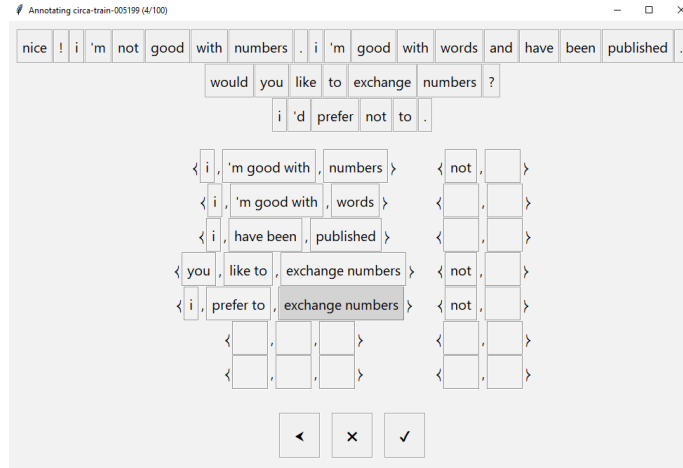 Annotating circa-train-005199 (4/100)
nice ! i 'm not good with numbers . i 'm good with words and have been published .
would you like to exchange numbers ?
i 'd prefer not to .
⟨ i , 'm good with , numbers ⟩ ⟨ not , ⟩
⟨ i , 'm good with , words ⟩ ⟨ , ⟩
⟨ i , have been , published ⟩ ⟨ , ⟩
⟨ you , like to , exchange numbers ⟩ ⟨ not , ⟩
⟨ i , prefer to , exchange numbers ⟩ ⟨ not , ⟩
⟨ , , ⟩ ⟨ , ⟩
⟨ , , ⟩ ⟨ , ⟩